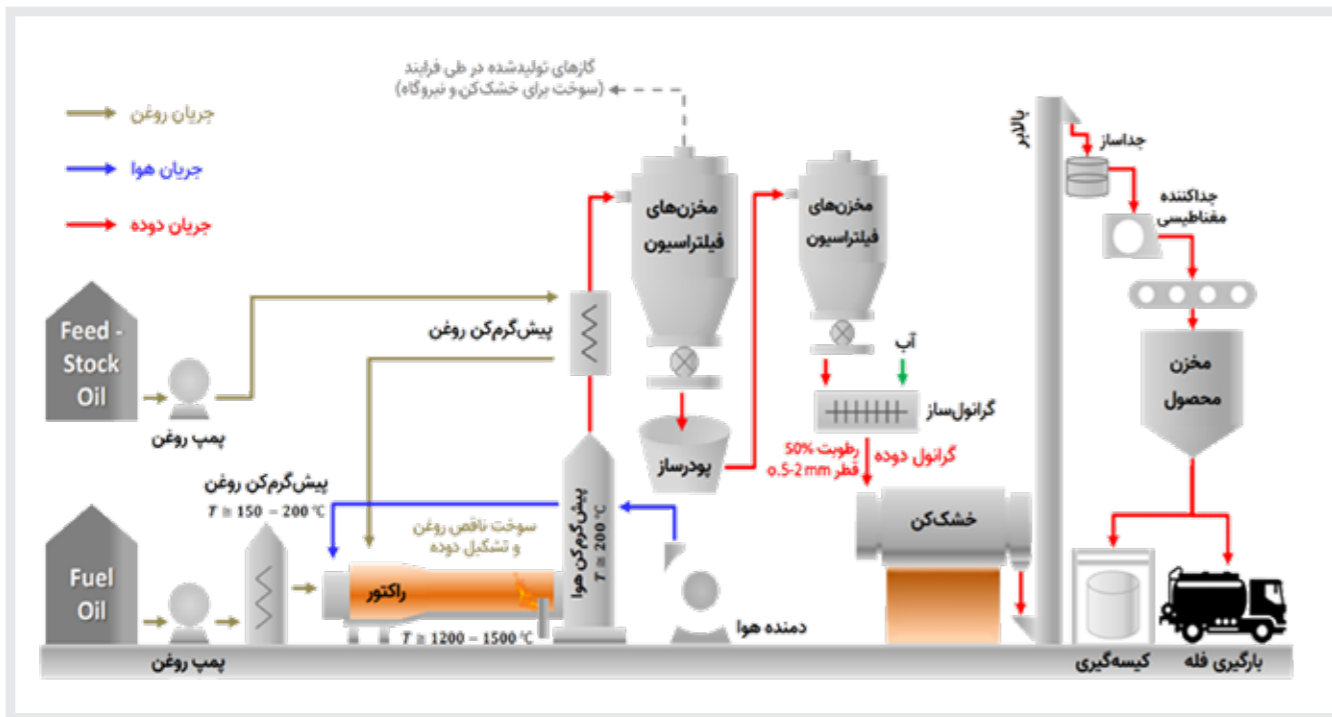 گازهای تولیدشده در طی فرایند
(سوخت برای خشک‌کن و نیروگاه)
جریان روغن
جریان هوا
جریان دوده
بالابر
جداساز
جداکننده
مغناطیسی
مخزن‌های
فیلتراسیون
مخزن‌های
فیلتراسیون
Feed -
Stock
Oil
پمپ روغن
پیش‌گرم‌کن روغن
آب
گرانول‌ساز
مخزن
محصول
پودرساز
رطوبت 50%
قطر 0.5-2 mm
گرانول دوده
پیش‌گرم‌کن روغن
T ≅ 150 – 200 °C
سوخت ناقص روغن
و تشکیل دوده
پیش‌گرم‌کن هوا
T ≅ 200 °C
خشک‌کن
Fuel
Oil
راکتور
T ≅ 1200 – 1500 °C
پمپ روغن
دمنده هوا
کیسه‌گیری
بارگیری فله